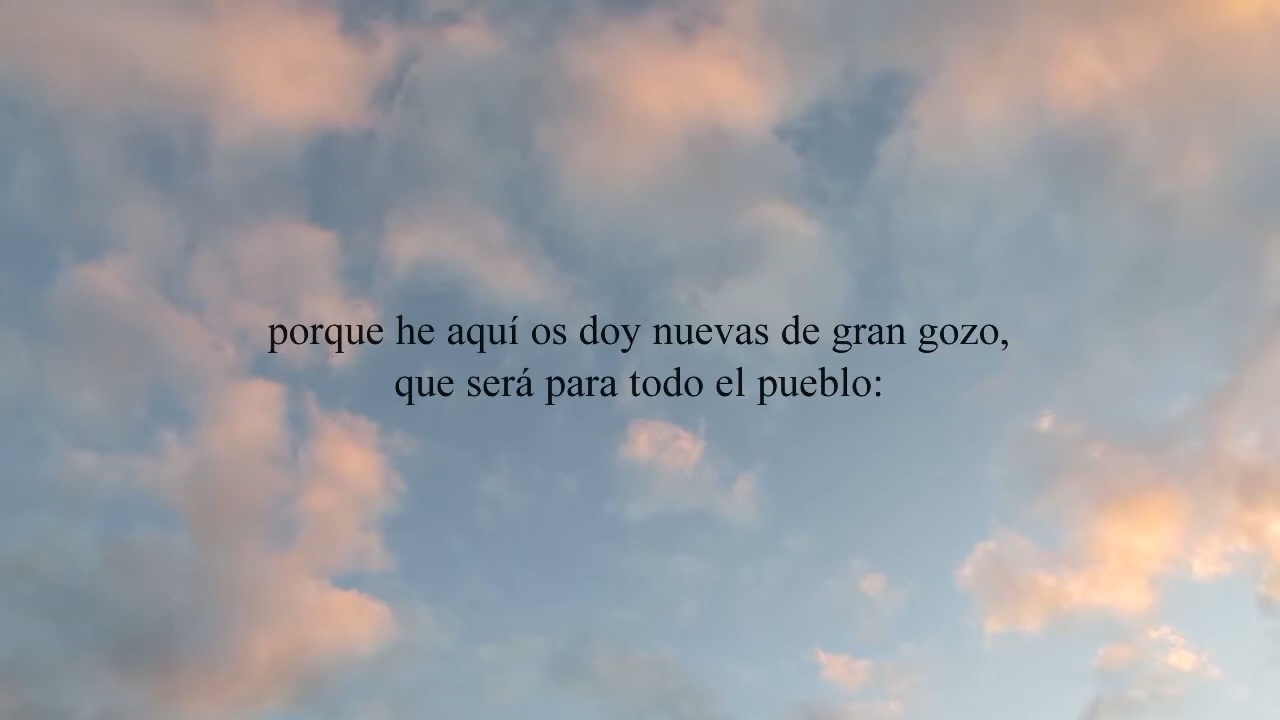 porque he aquí os doy nuevas de gran gozo,
que será para todo el pueblo: